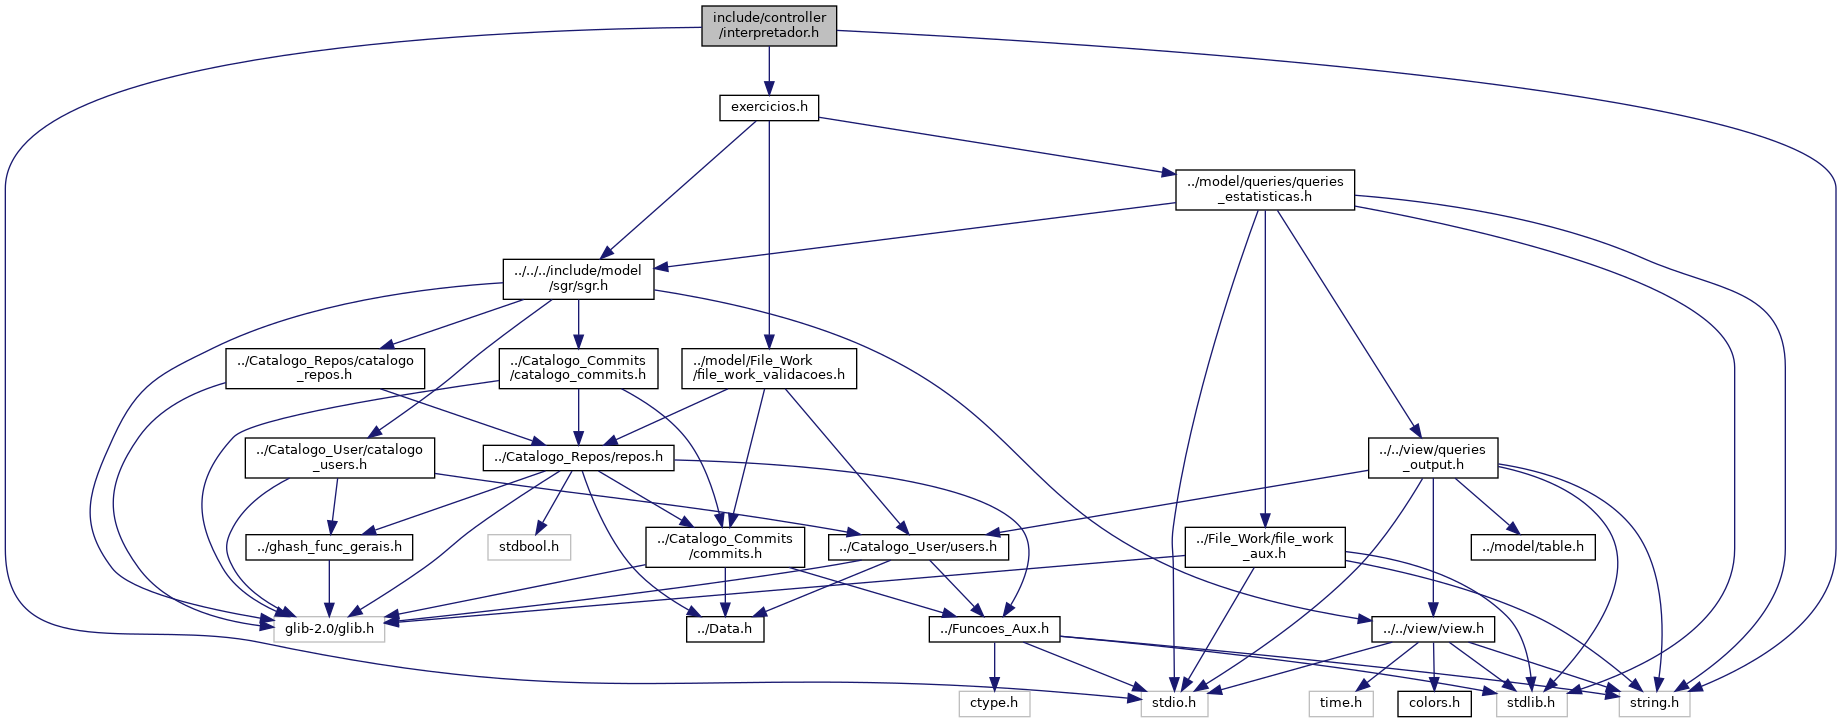 include/controller
/interpretador.h
exercicios.h
../model/queries/queries
_estatisticas.h
../../../include/model
/sgr/sgr.h
../Catalogo_Repos/catalogo
_repos.h
../Catalogo_Commits
/catalogo_commits.h
../model/File_Work
/file_work_validacoes.h
../Catalogo_User/catalogo
_users.h
../Catalogo_Repos/repos.h
../../view/queries
_output.h
../ghash_func_gerais.h
stdbool.h
../Catalogo_Commits
/commits.h
../Catalogo_User/users.h
../File_Work/file_work
_aux.h
../model/table.h
glib-2.0/glib.h
../Data.h
../Funcoes_Aux.h
../../view/view.h
ctype.h
stdio.h
time.h
colors.h
stdlib.h
string.h